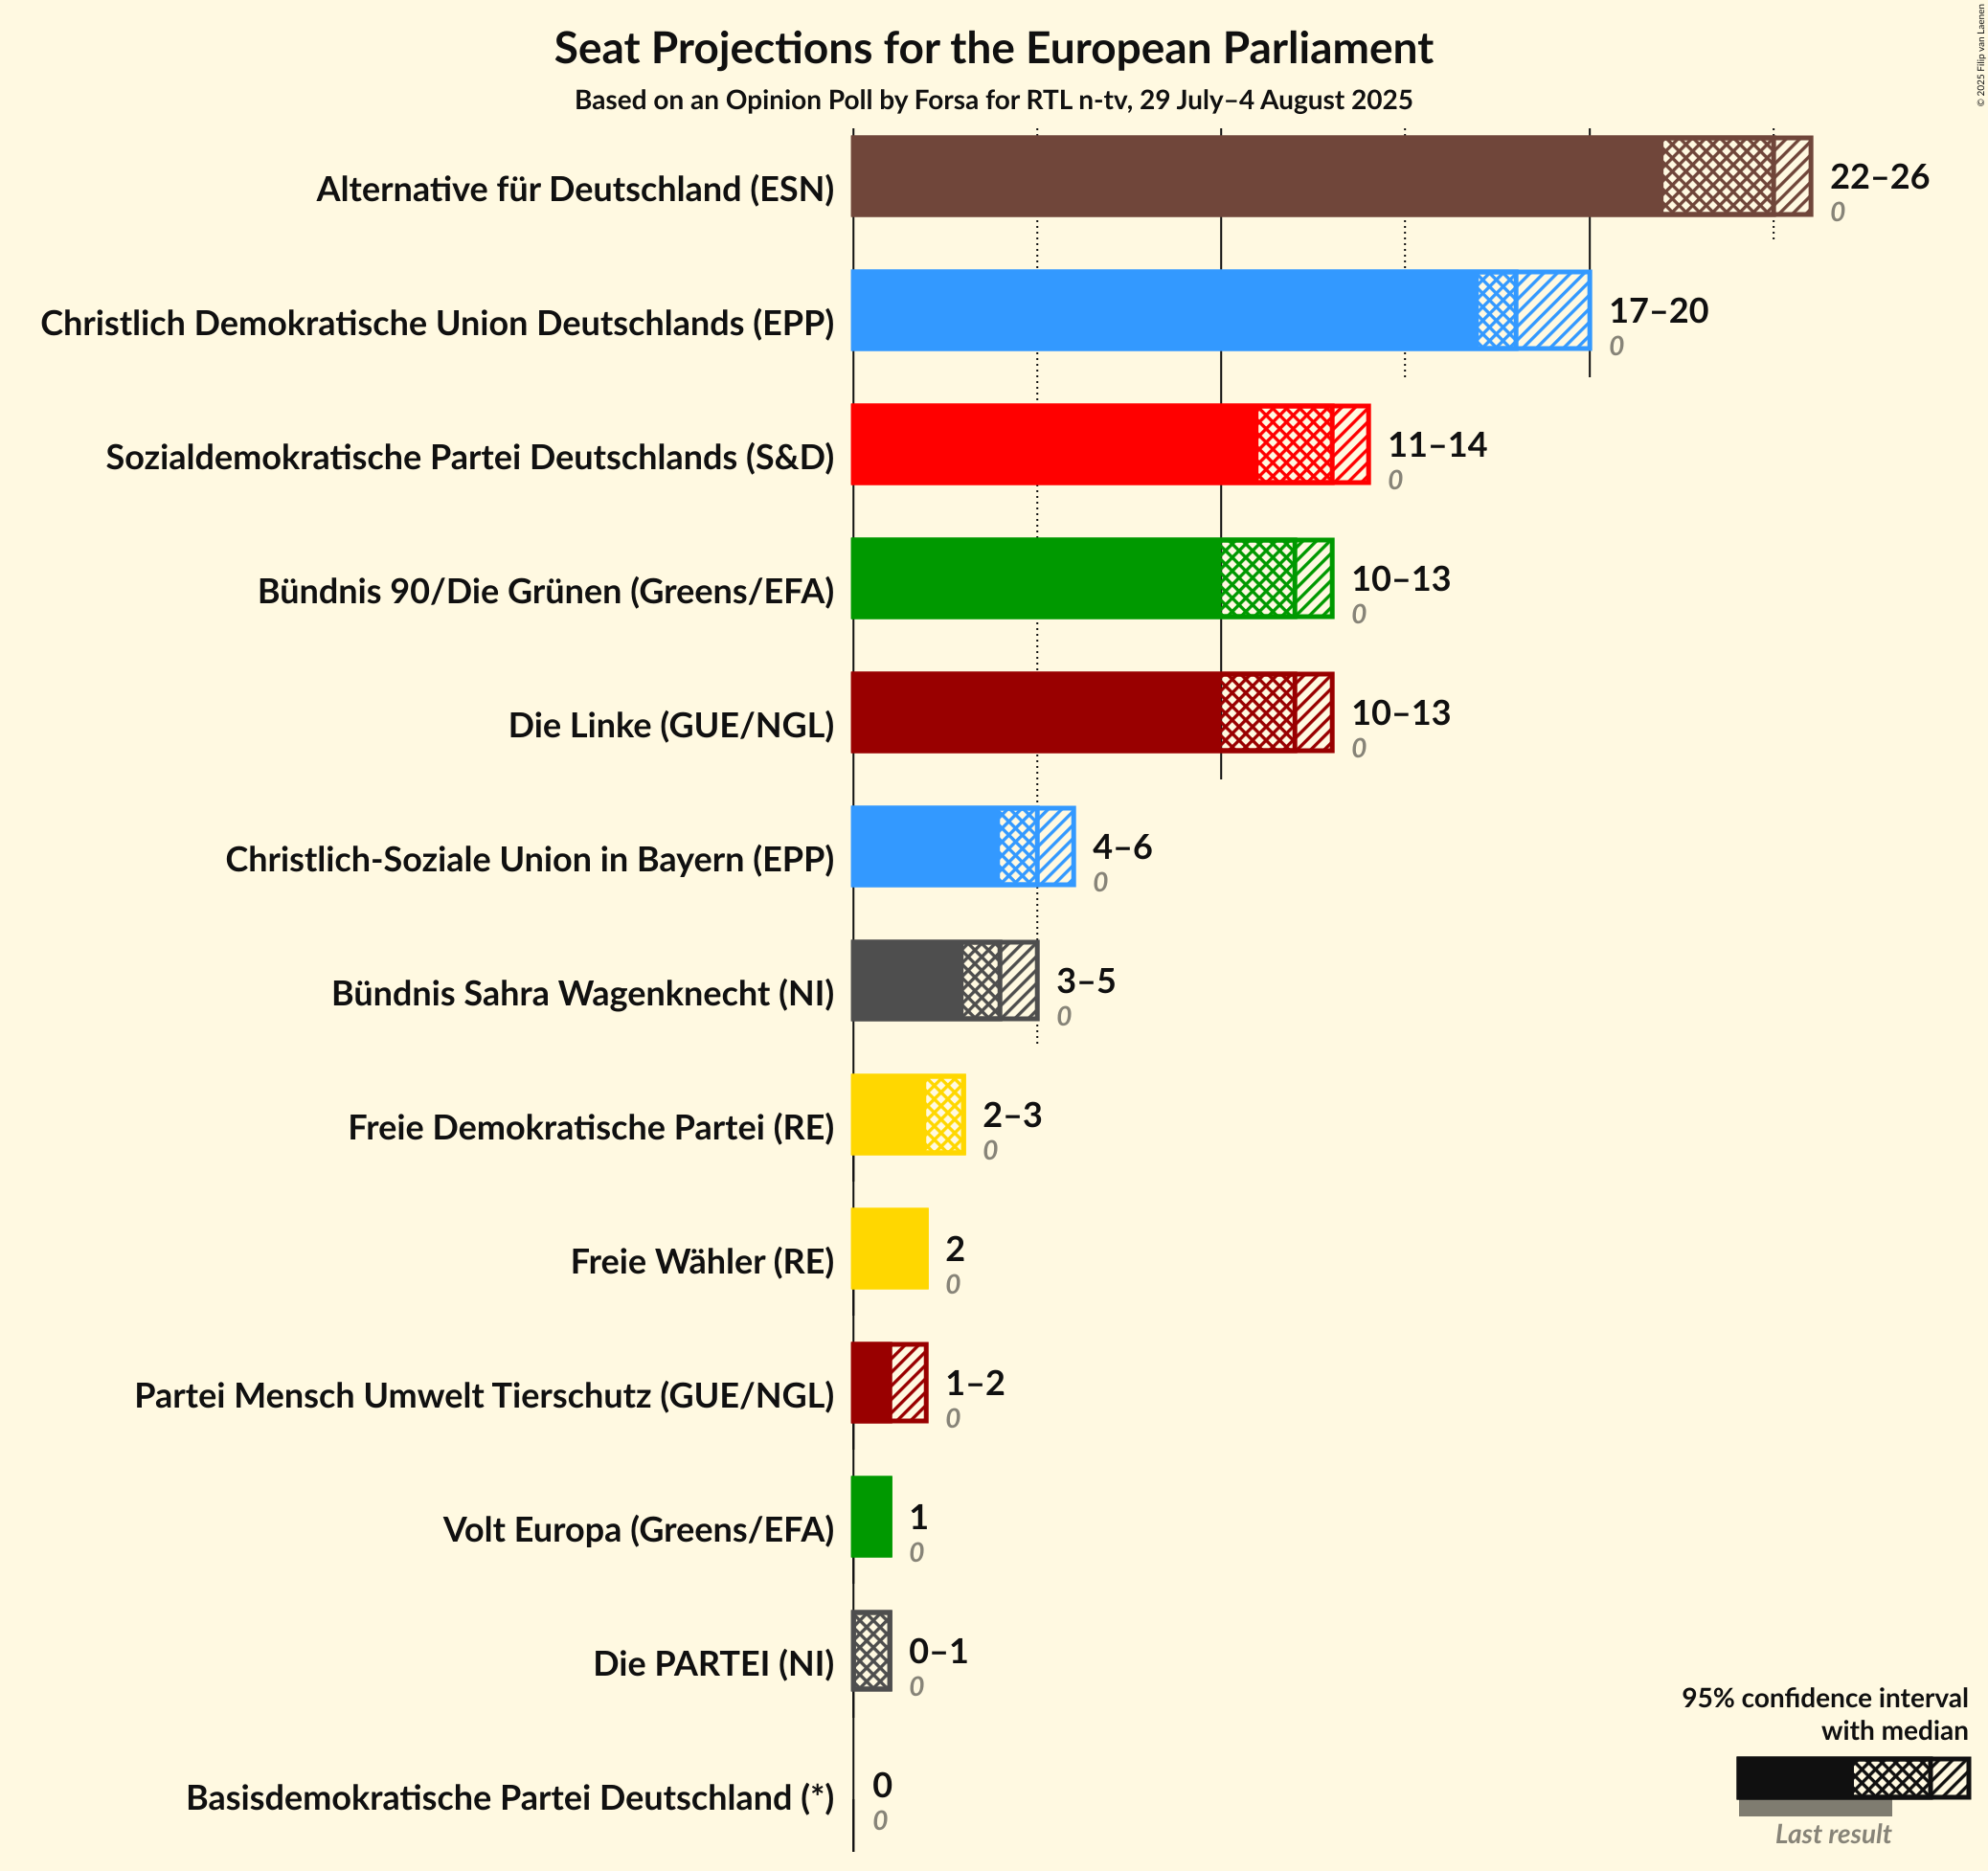 Seat Projections for the European Parliament
Based on an Opinion Poll by Forsa for RTL n-tv, 29 July–4 August 2025
© 2025 Filip van Laenen
Alternative für Deutschland (ESN)
22–26
0
Christlich Demokratische Union Deutschlands (EPP)
17–20
0
Sozialdemokratische Partei Deutschlands (S&D)
11–14
0
Bündnis 90/Die Grünen (Greens/EFA)
10–13
0
Die Linke (GUE/NGL)
10–13
0
Christlich-Soziale Union in Bayern (EPP)
4–6
0
Bündnis Sahra Wagenknecht (NI)
3–5
0
Freie Demokratische Partei (RE)
2–3
0
Freie Wähler (RE)
2
0
Partei Mensch Umwelt Tierschutz (GUE/NGL)
1–2
0
Volt Europa (Greens/EFA)
1
0
Die PARTEI (NI)
0–1
0
Basisdemokratische Partei Deutschland (*)
0
0
95% confidence interval
with median
Last result